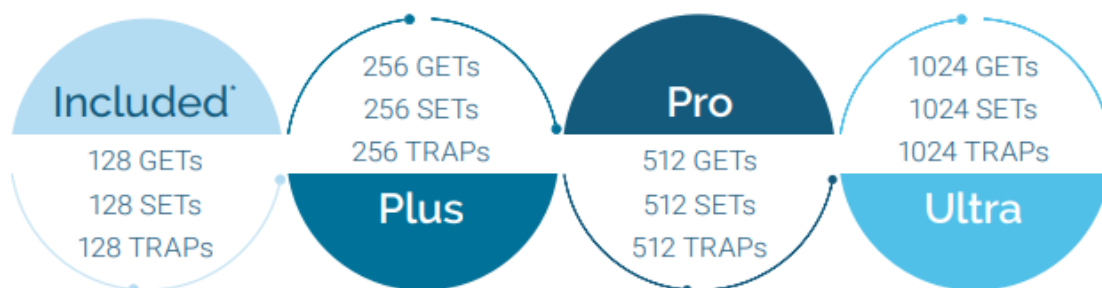 Included*
128 GETs
128 SETs
128 TRAPs
256 GETs
256 SETs
256 TRAPs
Plus
Pro
512 GETs
512 SETs
512 TRAPs
1024 GETs
1024 SETs
1024 TRAPs
Ultra